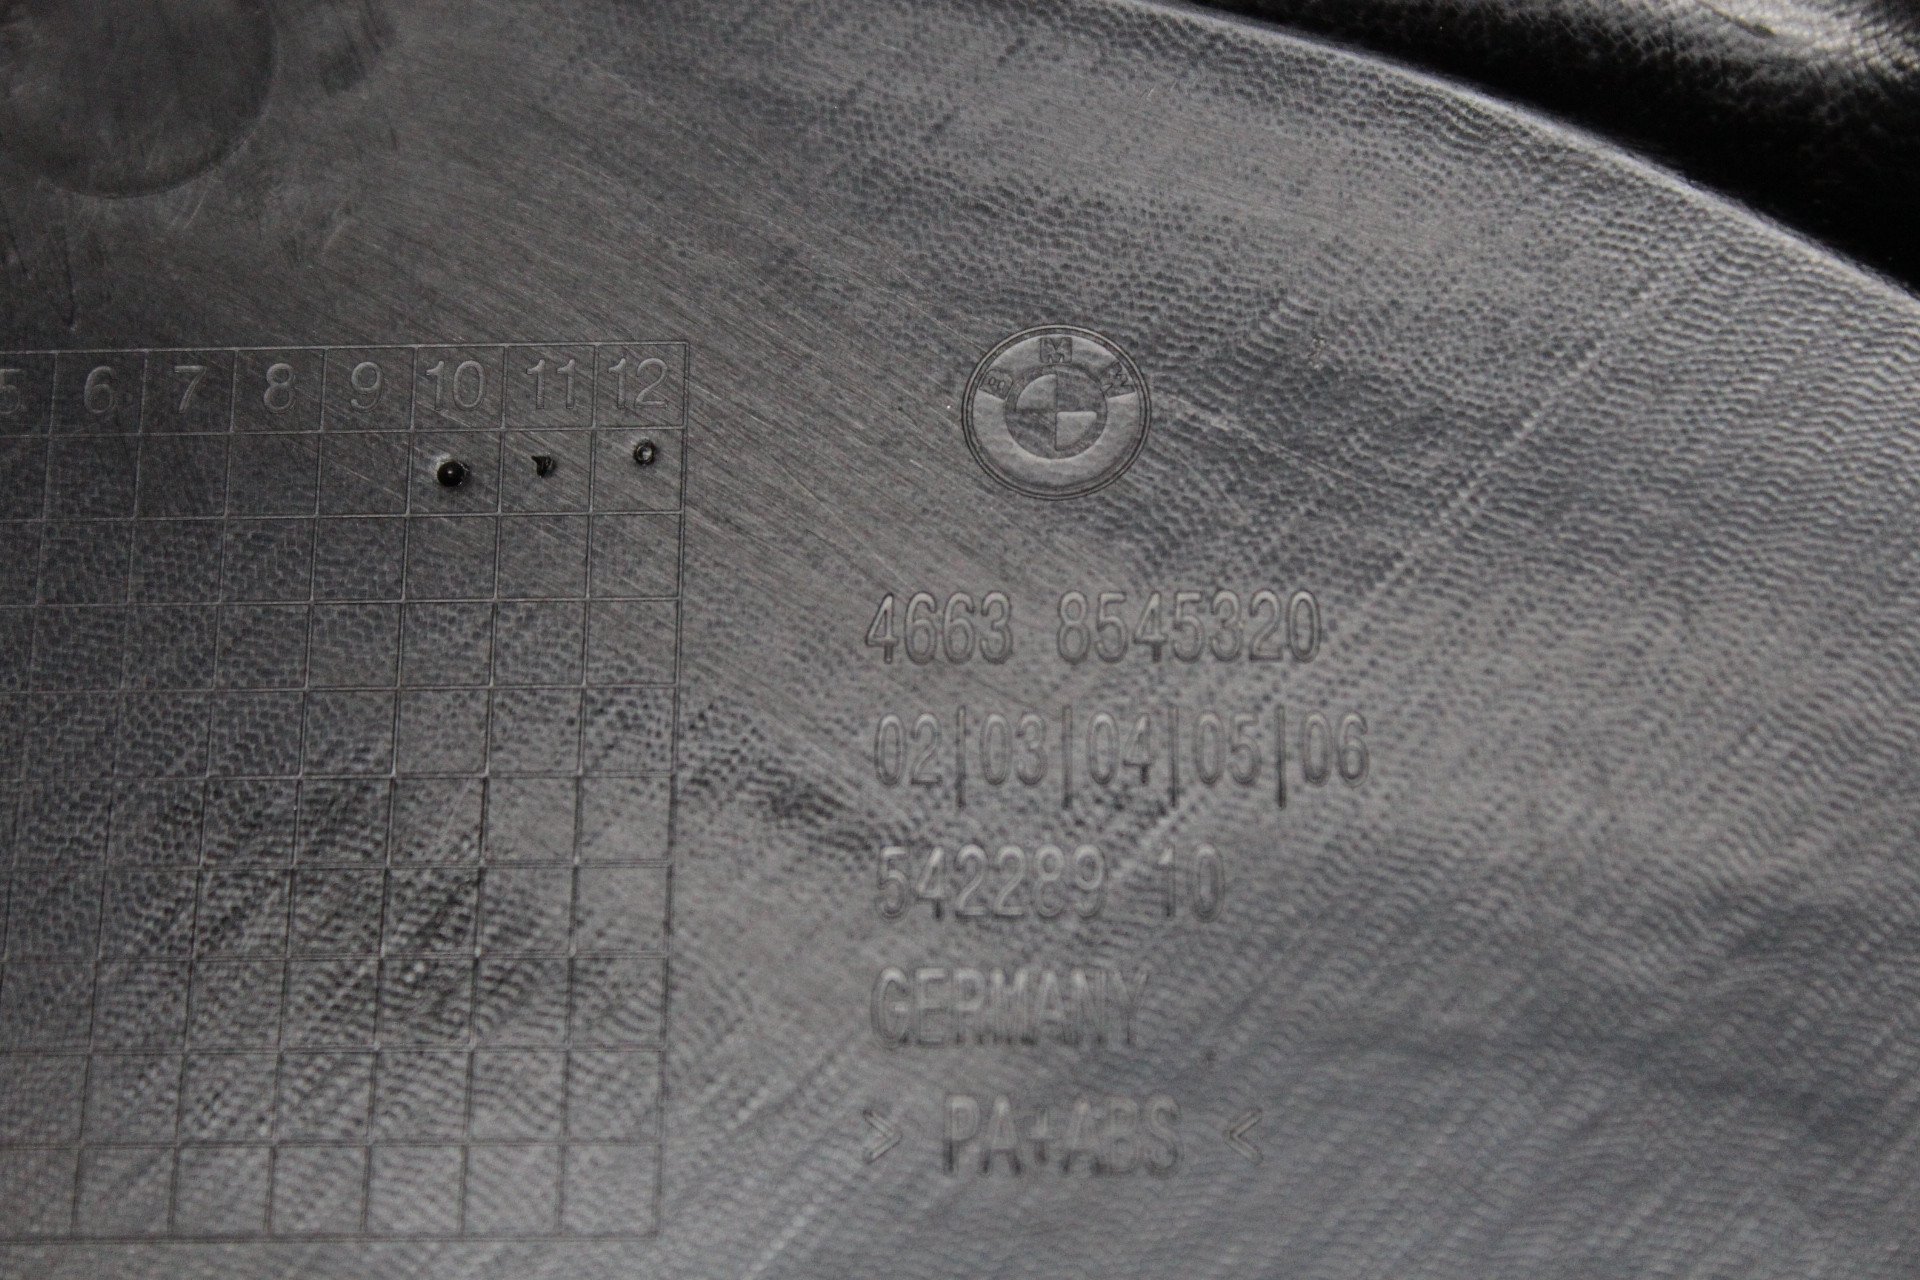 5 6 7 8 9 10 11 12
BMW
4663 8545320
02|03|04|05|06
542289 10
GERMANY
> PA+ABS <